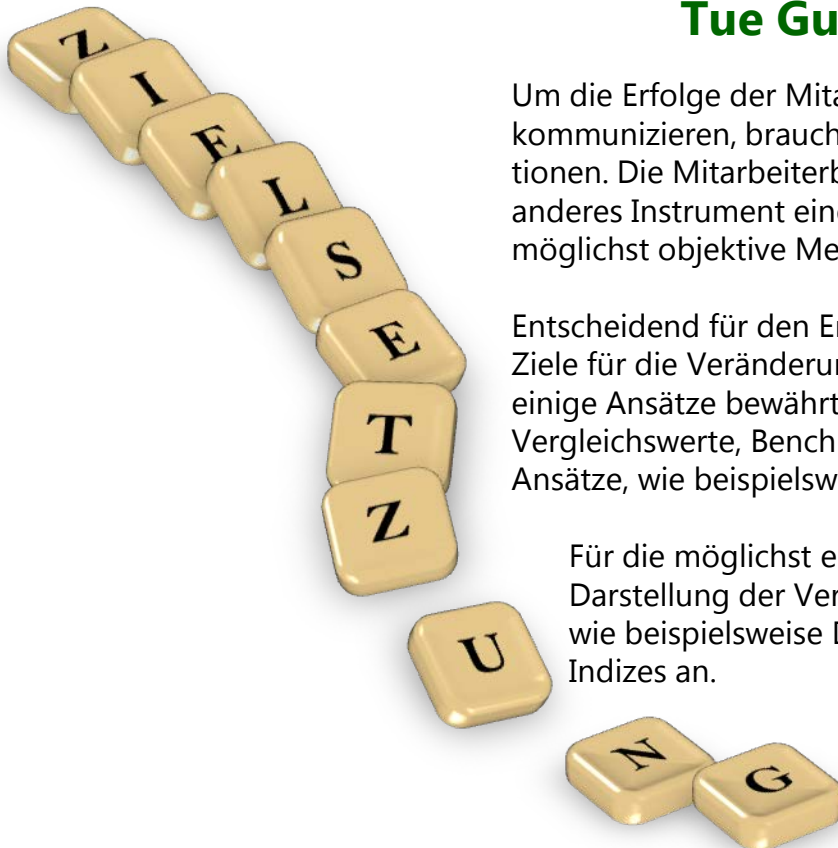 ZIELSETZUNG
Tue Gu
Um die Erfolge der Mita
kommunizieren, brauch
tionen. Die Mitarbeiterb
anderes Instrument eine
möglichst objektive Me
Entscheidend für den Er
Ziele für die Veränderun
einige Ansätze bewährt
Vergleichswerte, Bench
Ansätze, wie beispielsw
Für die möglichst e
Darstellung der Ver
wie beispielsweise D
Indizes an.